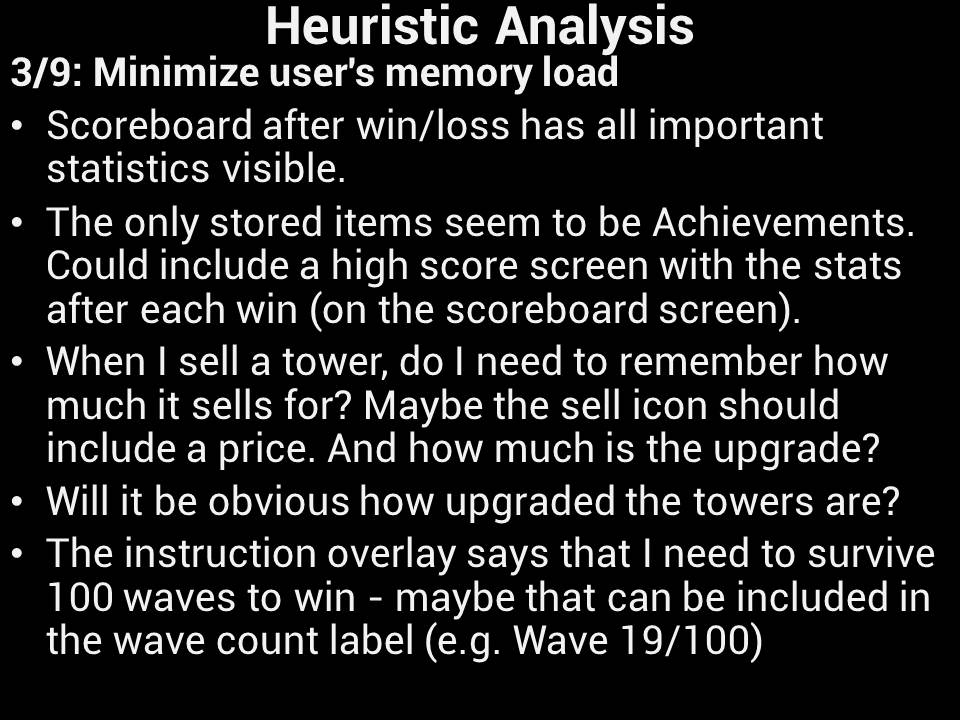 Heuristic Analysis
3/9: Minimize user's memory load
• Scoreboard after win/loss has all important
statistics visible.
• The only stored items seem to be Achievements.
Could include a high score screen with the stats
after each win (on the scoreboard screen).
• When I sell a tower, do I need to remember how
much it sells for? Maybe the sell icon should
include a price. And how much is the upgrade?
• Will it be obvious how upgraded the towers are?
• The instruction overlay says that I need to survive
100 waves to win - maybe that can be included in
the wave count label (e.g. Wave 19/100)